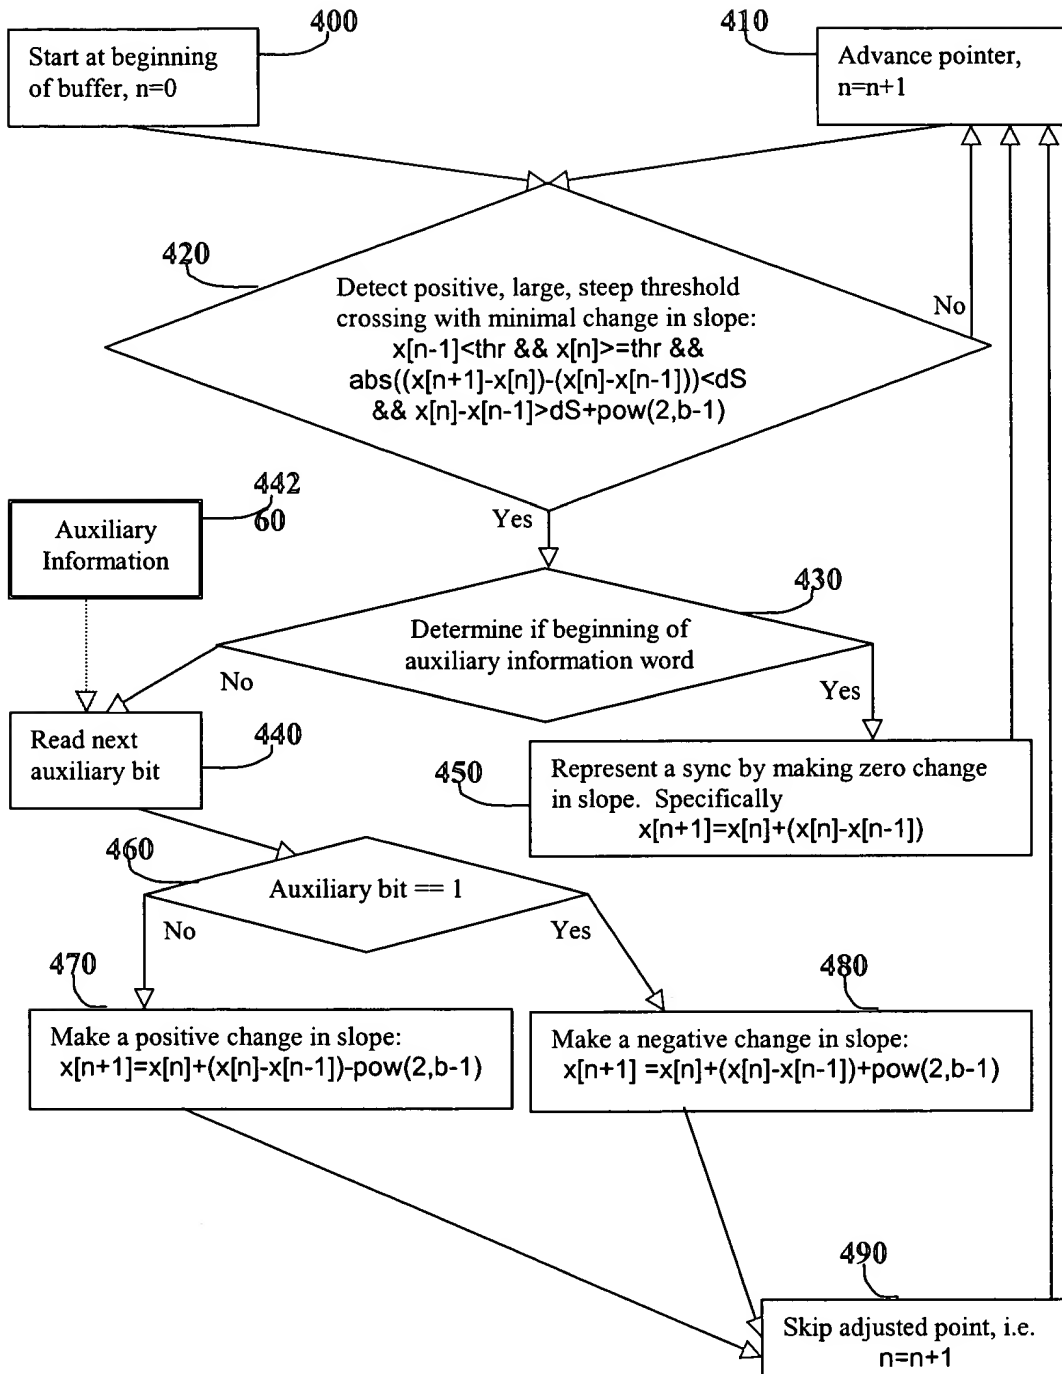 400
Start at beginning
of buffer, n=0
410
Advance pointer,
n=n+1
420
Detect positive, large, steep threshold
crossing with minimal change in slope:
x[n-1]<thr && x[n]>=thr &&
abs((x[n+1]-x[n])-(x[n]-x[n-1]))<dS
&& x[n]-x[n-1]>dS+pow(2,b-1)
No
Yes
442
60
Auxiliary
Information
430
Determine if beginning of
auxiliary information word
No
Yes
Read next
auxiliary bit
440
450
Represent a sync by making zero change
in slope. Specifically
x[n+1]=x[n]+(x[n]-x[n-1])
460
Auxiliary bit == 1
No
Yes
470
Make a positive change in slope:
x[n+1]=x[n]+(x[n]-x[n-1])-pow(2,b-1)
480
Make a negative change in slope:
x[n+1] =x[n]+(x[n]-x[n-1])+pow(2,b-1)
490
Skip adjusted point, i.e.
n=n+1